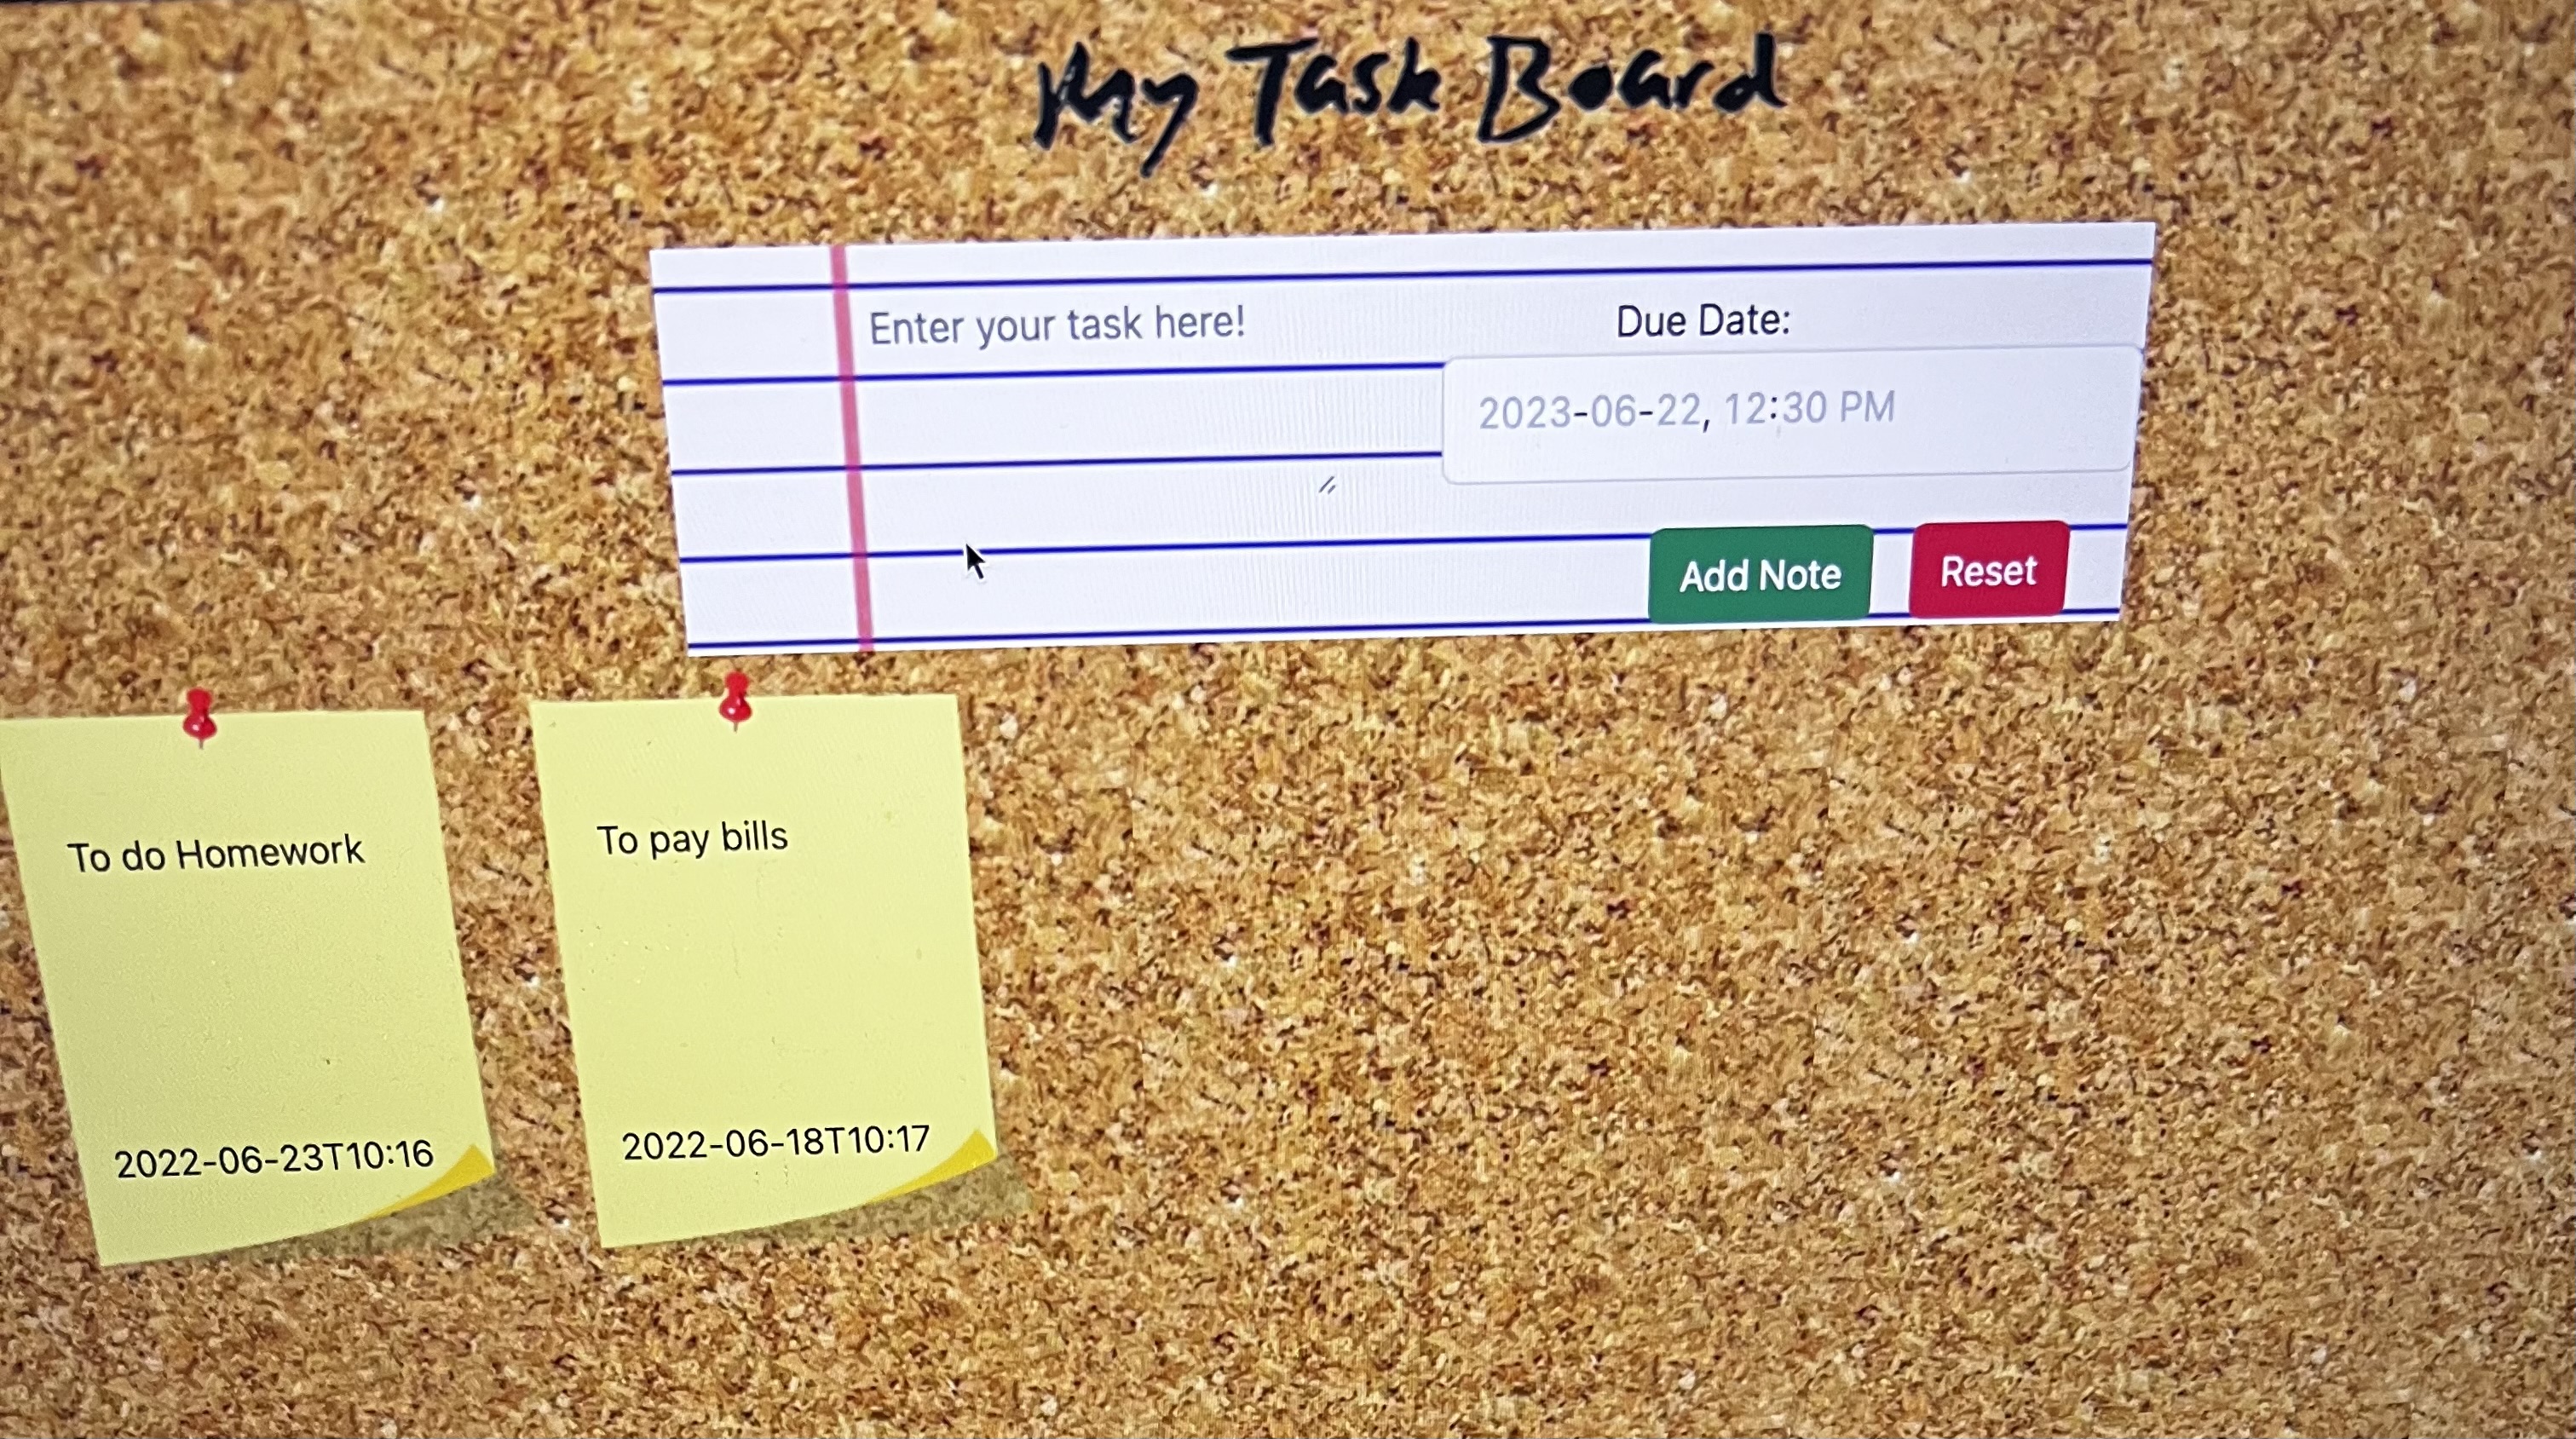 My Task Board
Enter your task here!
Due Date:
2023-06-22, 12:30 PM
Add Note
Reset
To do Homework
2022-06-23T10:16
To pay bills
2022-06-18T10:17